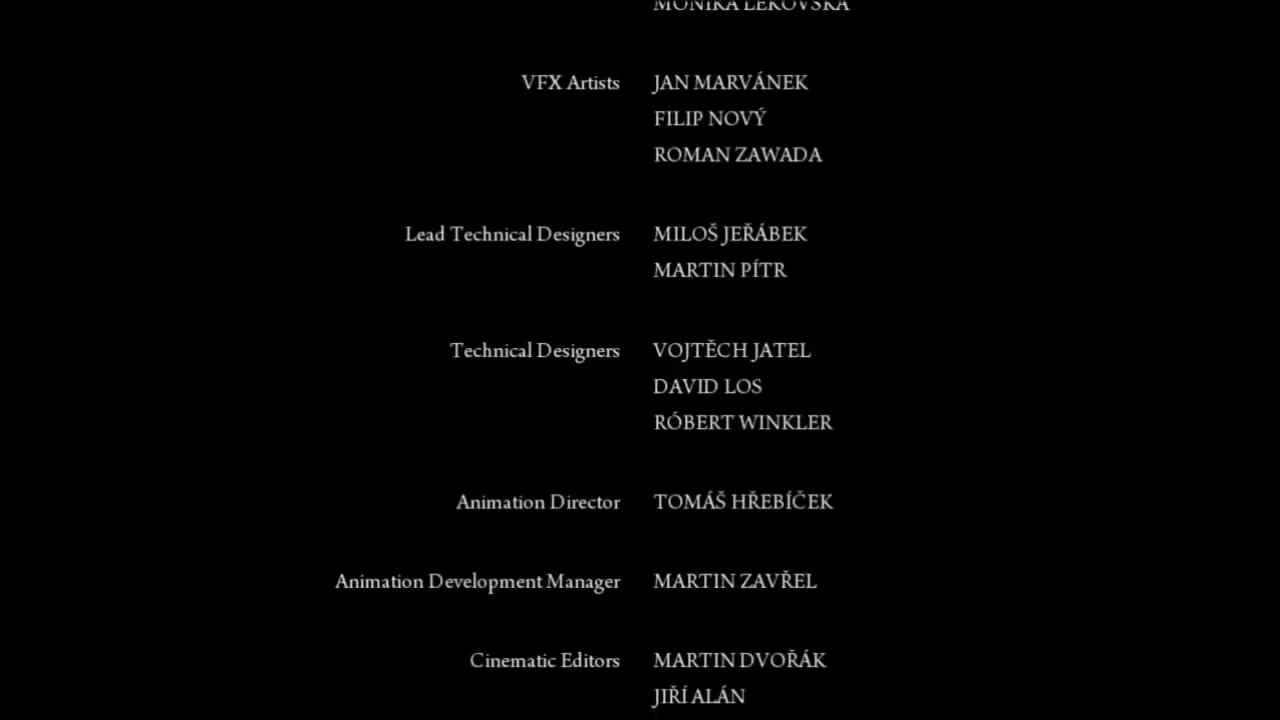 MONIKA LEKOVSKA
VFX Artists JAN MARVÁNEK
FILIP NOVÝ
ROMAN ZAWADA
Lead Technical Designers MILOŠ JEŘÁBEK
MARTIN PÍTR
Technical Designers VOJTĚCH JATEL
DAVID LOS
RÓBERT WINKLER
Animation Director TOMÁŠ HŘEBÍČEK
Animation Development Manager MARTIN ZAVŘEL
Cinematic Editors MARTIN DVOŘÁK
JIŘÍ ALÁN